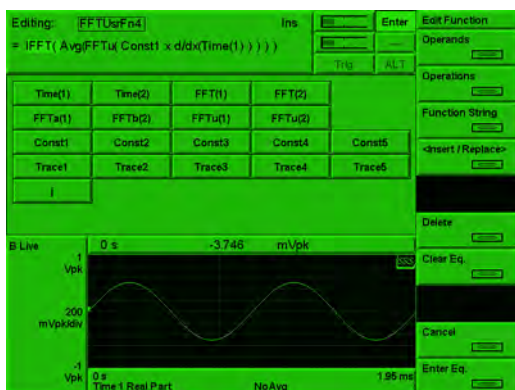 Editing: FFTUsrFn4 Ins Enter
= IFFT( Avg(FFTu( Const1 x d/dx(Time(1) ) ) ) )
Trig ALT
Time(1) Time(2) FFT(1) FFT(2)
FFTa(1) FFTb(2) FFTu(1) FFTu(2)
Const1 Const2 Const3 Const4 Const5
Trace1 Trace2 Trace3 Trace4 Trace5
j
Edit Function
Operands
Operations
Function String
<Insert / Replace>
Delete
Clear Eq.
Cancel
Enter Eq.
B Live 0 s -3.746 mVpk
1
Vpk
200
mVpk/div
-1
Vpk
0 s 1.95 ms
Time 1 Real Part NoAvg